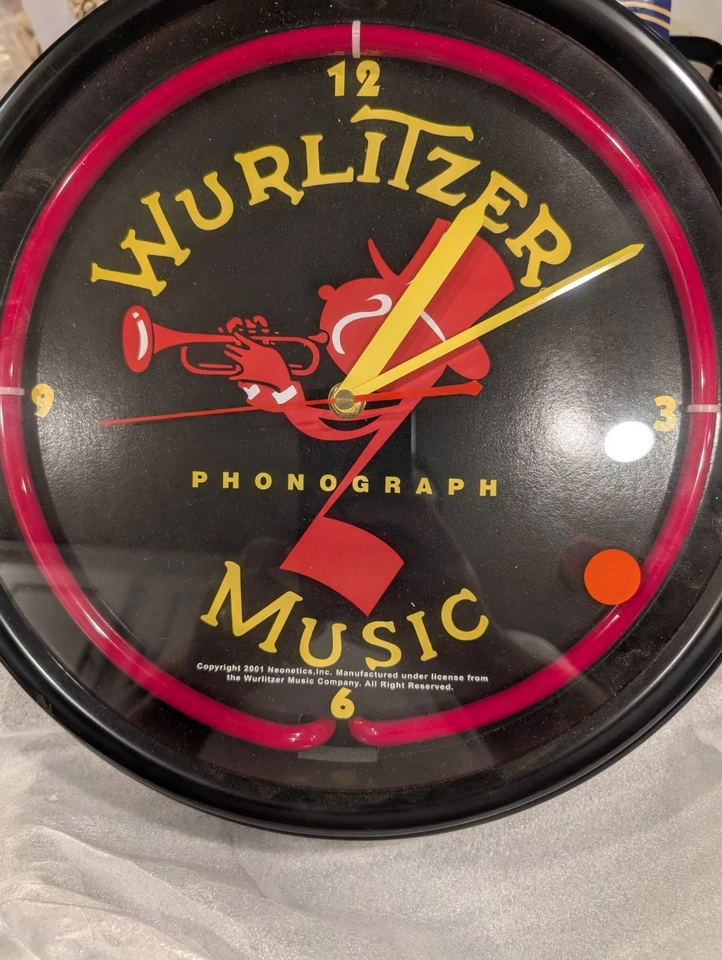 12
WURLITZER
9
3
PHONOGRAPH
MUSIC
Copyright 2001 Neonetics,Inc. Manufactured under license from
the Wurlitzer Music Company. All Right Reserved.
6